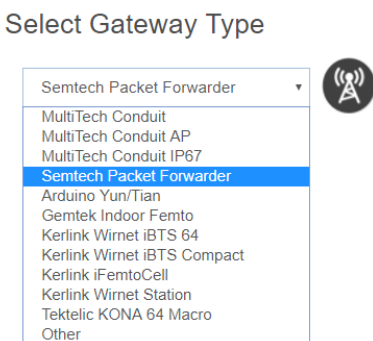 Select Gateway Type
Semtech Packet Forwarder
MultiTech Conduit
MultiTech Conduit AP
MultiTech Conduit IP67
Semtech Packet Forwarder
Arduino Yun/Tian
Gemtek Indoor Femto
Kerlink Wirnet iBTS 64
Kerlink Wirnet iBTS Compact
Kerlink iFemtoCell
Kerlink Wirnet Station
Tektelic KONA 64 Macro
Other